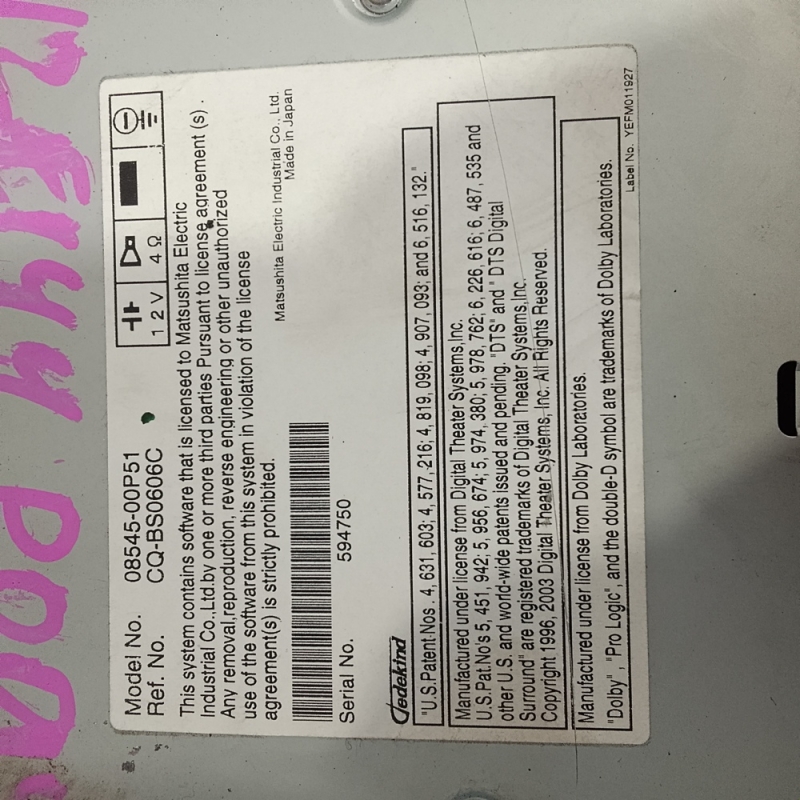 Model No. 08545-00P51
Ref. No. CQ-BS0606C
12V 4Ω
This system contains software that is licensed to Matsushita Electric
Industrial Co.,Ltd.by one or more third parties Pursuant to license agreement (s) .
Any removal,reproduction, reverse engineering or other unauthorized
use of the software from this system in violation of the license
agreement(s) is strictly prohibited.
Matsushita Electric Industrial Co., Ltd.
Made in Japan
Serial No. 594750
Jedekind
"U.S.Patent Nos. 4, 631, 603; 4, 577, 216; 4, 819, 098; 4, 907, 093; and 6, 516, 132."
Manufactured under license from Digital Theater Systems,Inc.
U.S.Pat.No's 5, 451, 942; 5, 956, 674; 5, 974, 380; 5, 978, 762; 6, 226, 616; 6, 487, 535 and
other U.S. and world-wide patents issued and pending. "DTS" and " DTS Digital
Surround" are registered trademarks of Digital Theater Systems,Inc.
Copyright 1996, 2003 Digital Theater Systems, Inc. All Rights Reserved.
Manufactured under license from Dolby Laboratories.
"Dolby" , "Pro Logic", and the double-D symbol are trademarks of Dolby Laboratories.
Label No. YEFM011927